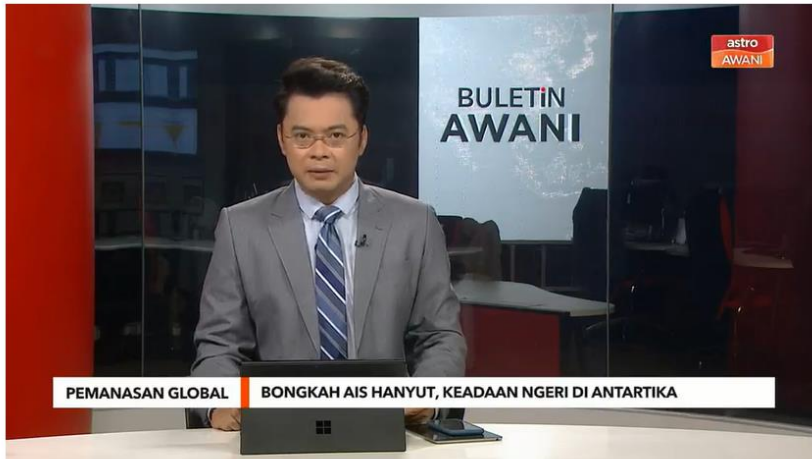 astro
AWANI
BULETiN
AWANI
PEMANASAN GLOBAL
BONGKAH AIS HANYUT, KEADAAN NGERI DI ANTARTIKA